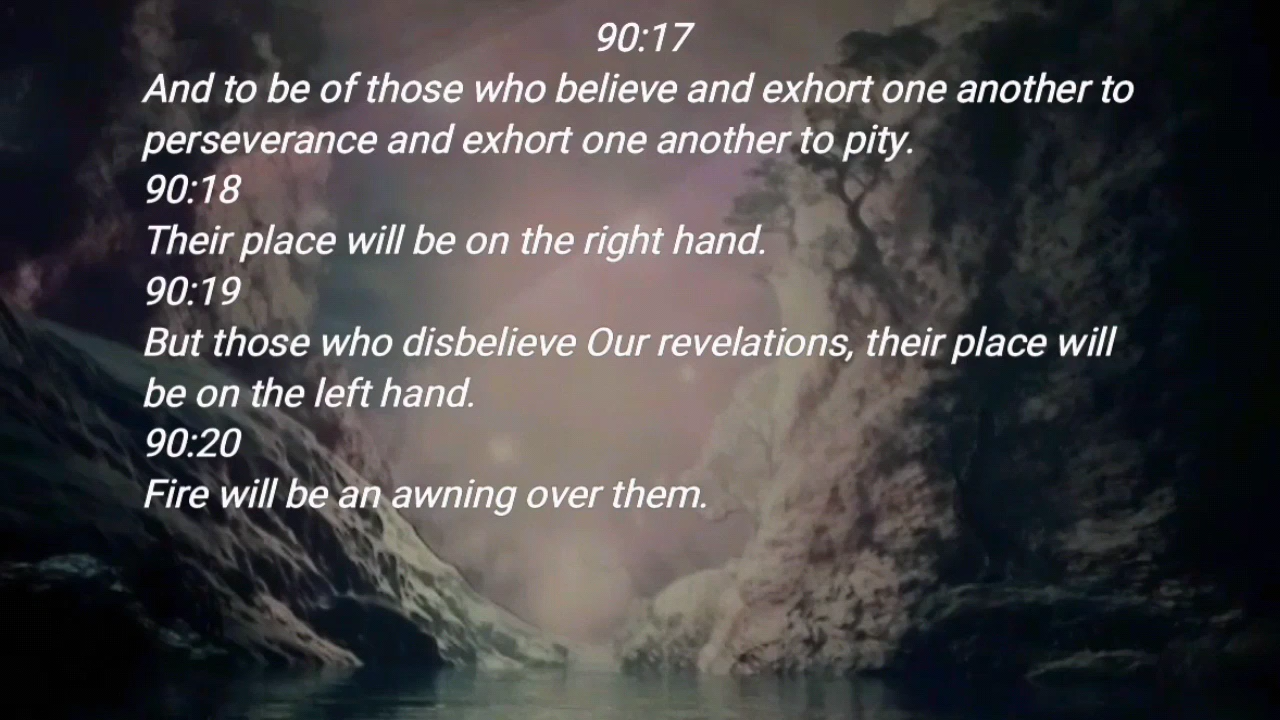 90:17
And to be of those who believe and exhort one another to
perseverance and exhort one another to pity.
90:18
Their place will be on the right hand.
90:19
But those who disbelieve Our revelations, their place will
be on the left hand.
90:20
Fire will be an awning over them.